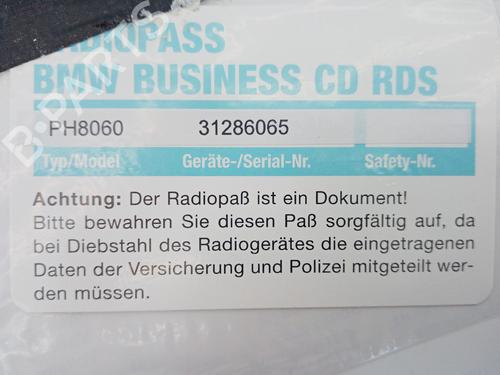 RADIOPASS
BMW BUSINESS CD RDS
PH8060 31286065
Typ/Model Geräte-/Serial-Nr. Safety-Nr.
Achtung: Der Radiopaß ist ein Dokument!
Bitte bewahren Sie diesen Paß sorgfältig auf, da
bei Diebstahl des Radiogerätes die eingetragenen
Daten der Versicherung und Polizei mitgeteilt wer-
den müssen.
B-PARTS